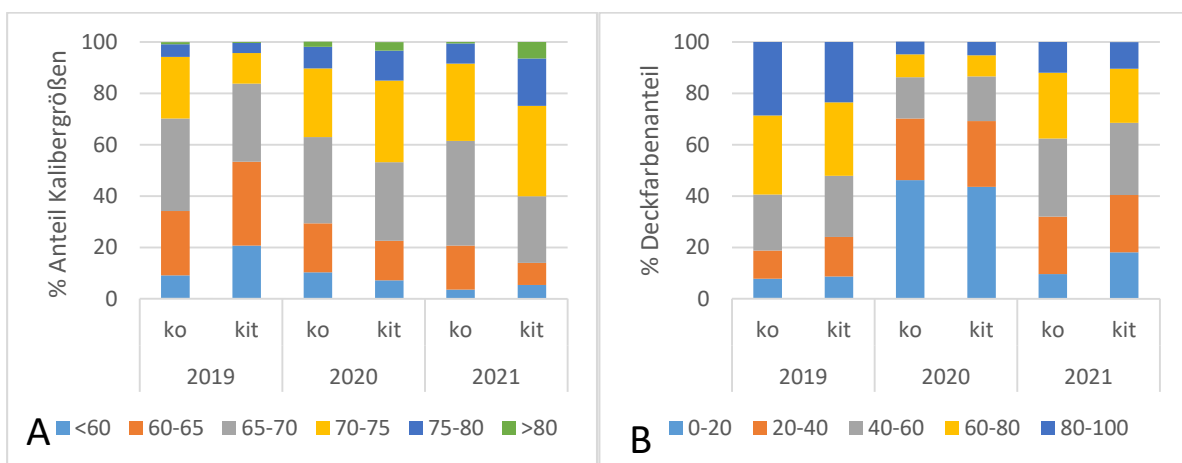 % Anteil Kalibergrößen
100
80
60
40
20
0
ko kit ko kit ko kit
2019 2020 2021
A <60 60-65 65-70 70-75 75-80 >80
% Deckfarbenanteil
100
80
60
40
20
0
ko kit ko kit ko kit
2019 2020 2021
B 0-20 20-40 40-60 60-80 80-100